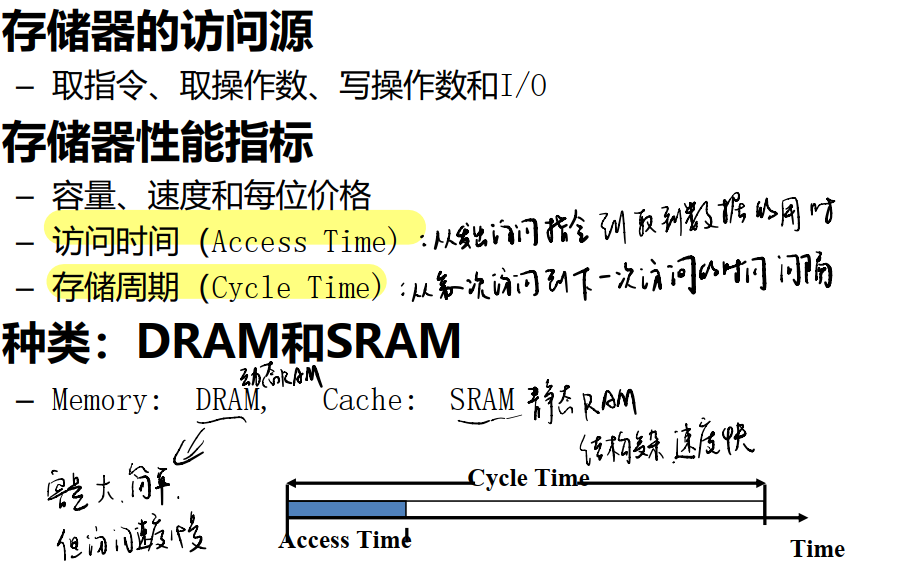 存储器的访问源
– 取指令、取操作数、写操作数和I/O
存储器性能指标
– 容量、速度和每位价格
– 访问时间（Access Time）：从发出访问指令到取到数据的用时
– 存储周期（Cycle Time）：从某次访问到下一次访问的时间间隔
种类：DRAM和SRAM
动态RAM
– Memory: DRAM, Cache: SRAM 静态RAM
结构复杂 速度快
容量大、简单.
但访问速度慢
Cycle Time
Access Time
Time